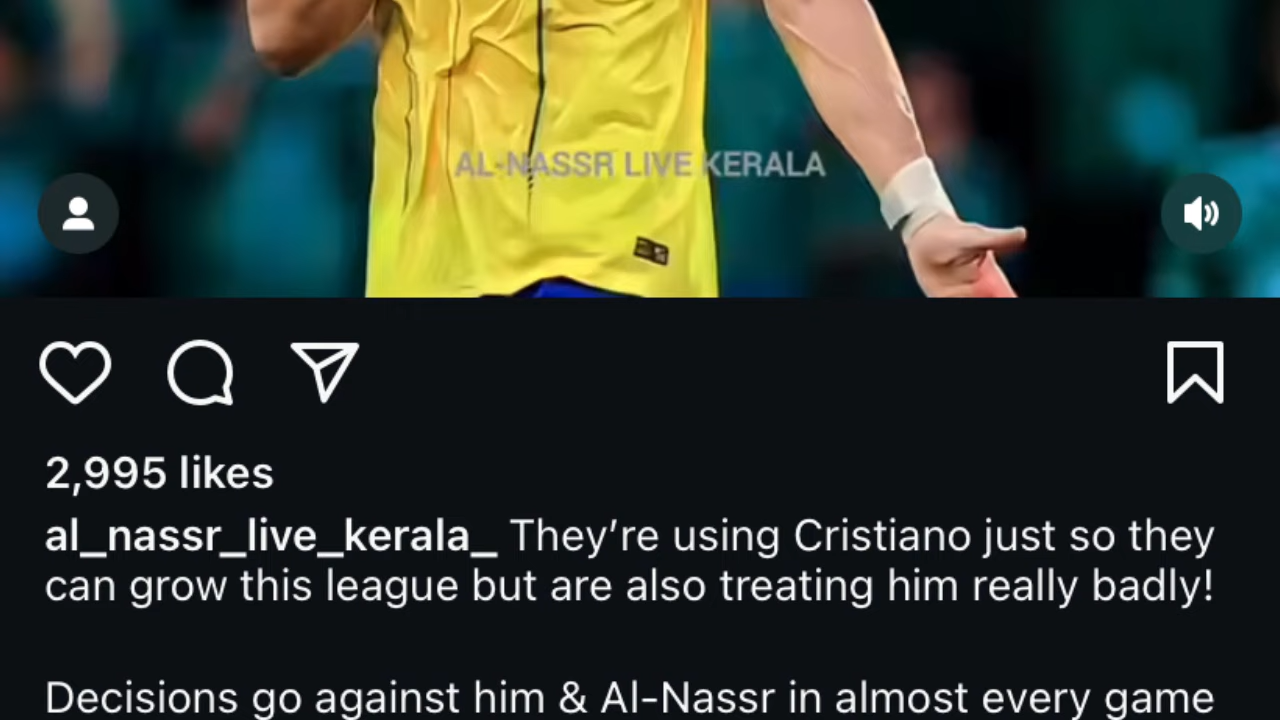 AL-NASSR LIVE KERALA
2,995 likes
al_nassr_live_kerala_ They’re using Cristiano just so they
can grow this league but are also treating him really badly!
Decisions go against him & Al-Nassr in almost every game